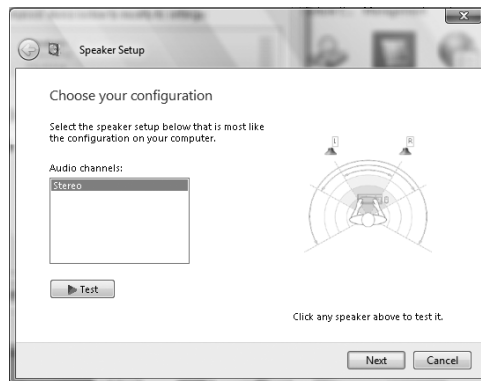 Speaker Setup
Choose your configuration
Select the speaker setup below that is most like
the configuration on your computer.
Audio channels:
Stereo
L
R
Test
Click any speaker above to test it.
Next
Cancel